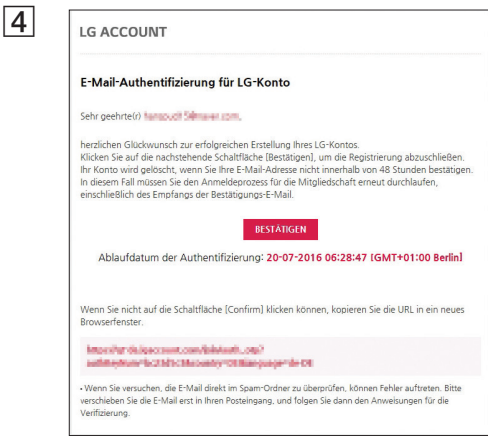 4
LG ACCOUNT
E-Mail-Authentifizierung für LG-Konto
Sehr geehrte(r)
herzlichen Glückwunsch zur erfolgreichen Erstellung Ihres LG-Kontos.
Klicken Sie auf die nachstehende Schaltfläche [Bestätigen], um die Registrierung abzuschließen.
Ihr Konto wird gelöscht, wenn Sie Ihre E-Mail-Adresse nicht innerhalb von 48 Stunden bestätigen.
In diesem Fall müssen Sie den Anmeldeprozess für die Mitgliedschaft erneut durchlaufen,
einschließlich des Empfangs der Bestätigungs-E-Mail.
BESTÄTIGEN
Ablaufdatum der Authentifizierung: 20-07-2016 06:28:47 [GMT+01:00 Berlin]
Wenn Sie nicht auf die Schaltfläche [Confirm] klicken können, kopieren Sie die URL in ein neues
Browserfenster.
• Wenn Sie versuchen, die E-Mail direkt im Spam-Ordner zu überprüfen, können Fehler auftreten. Bitte
verschieben Sie die E-Mail erst in Ihren Posteingang, und folgen Sie dann den Anweisungen für die
Verifizierung.